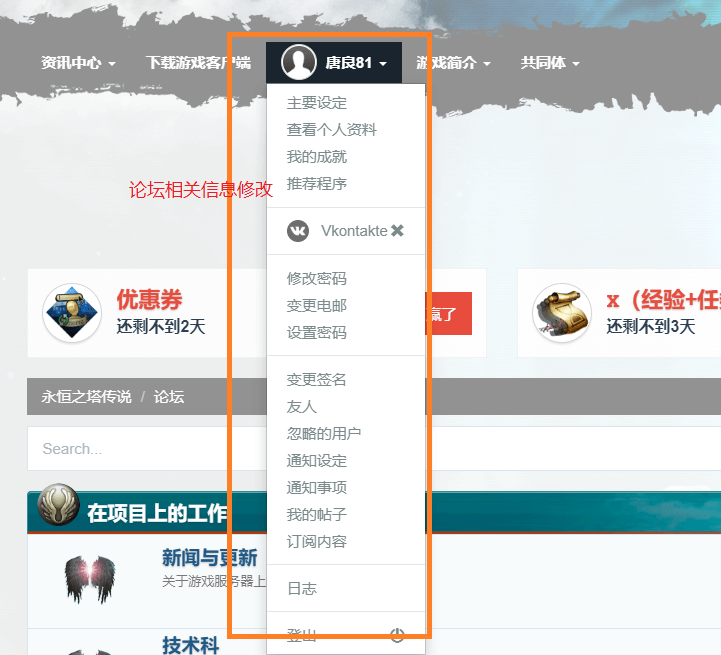 资讯中心
下载游戏客户端
唐良81
游戏简介
共同体
主要设定
查看个人资料
我的成就
推荐程序
论坛相关信息修改
Vkontakte
优惠券
还剩不到2天
赢了
x（经验+任务
还剩不到3天
修改密码
变更电邮
设置密码
永恒之塔传说 / 论坛
Search...
变更签名
友人
忽略的用户
通知设定
通知事项
我的帖子
订阅内容
在项目上的工作
新闻与更新
关于游戏服务器上
日志
登出
技术科